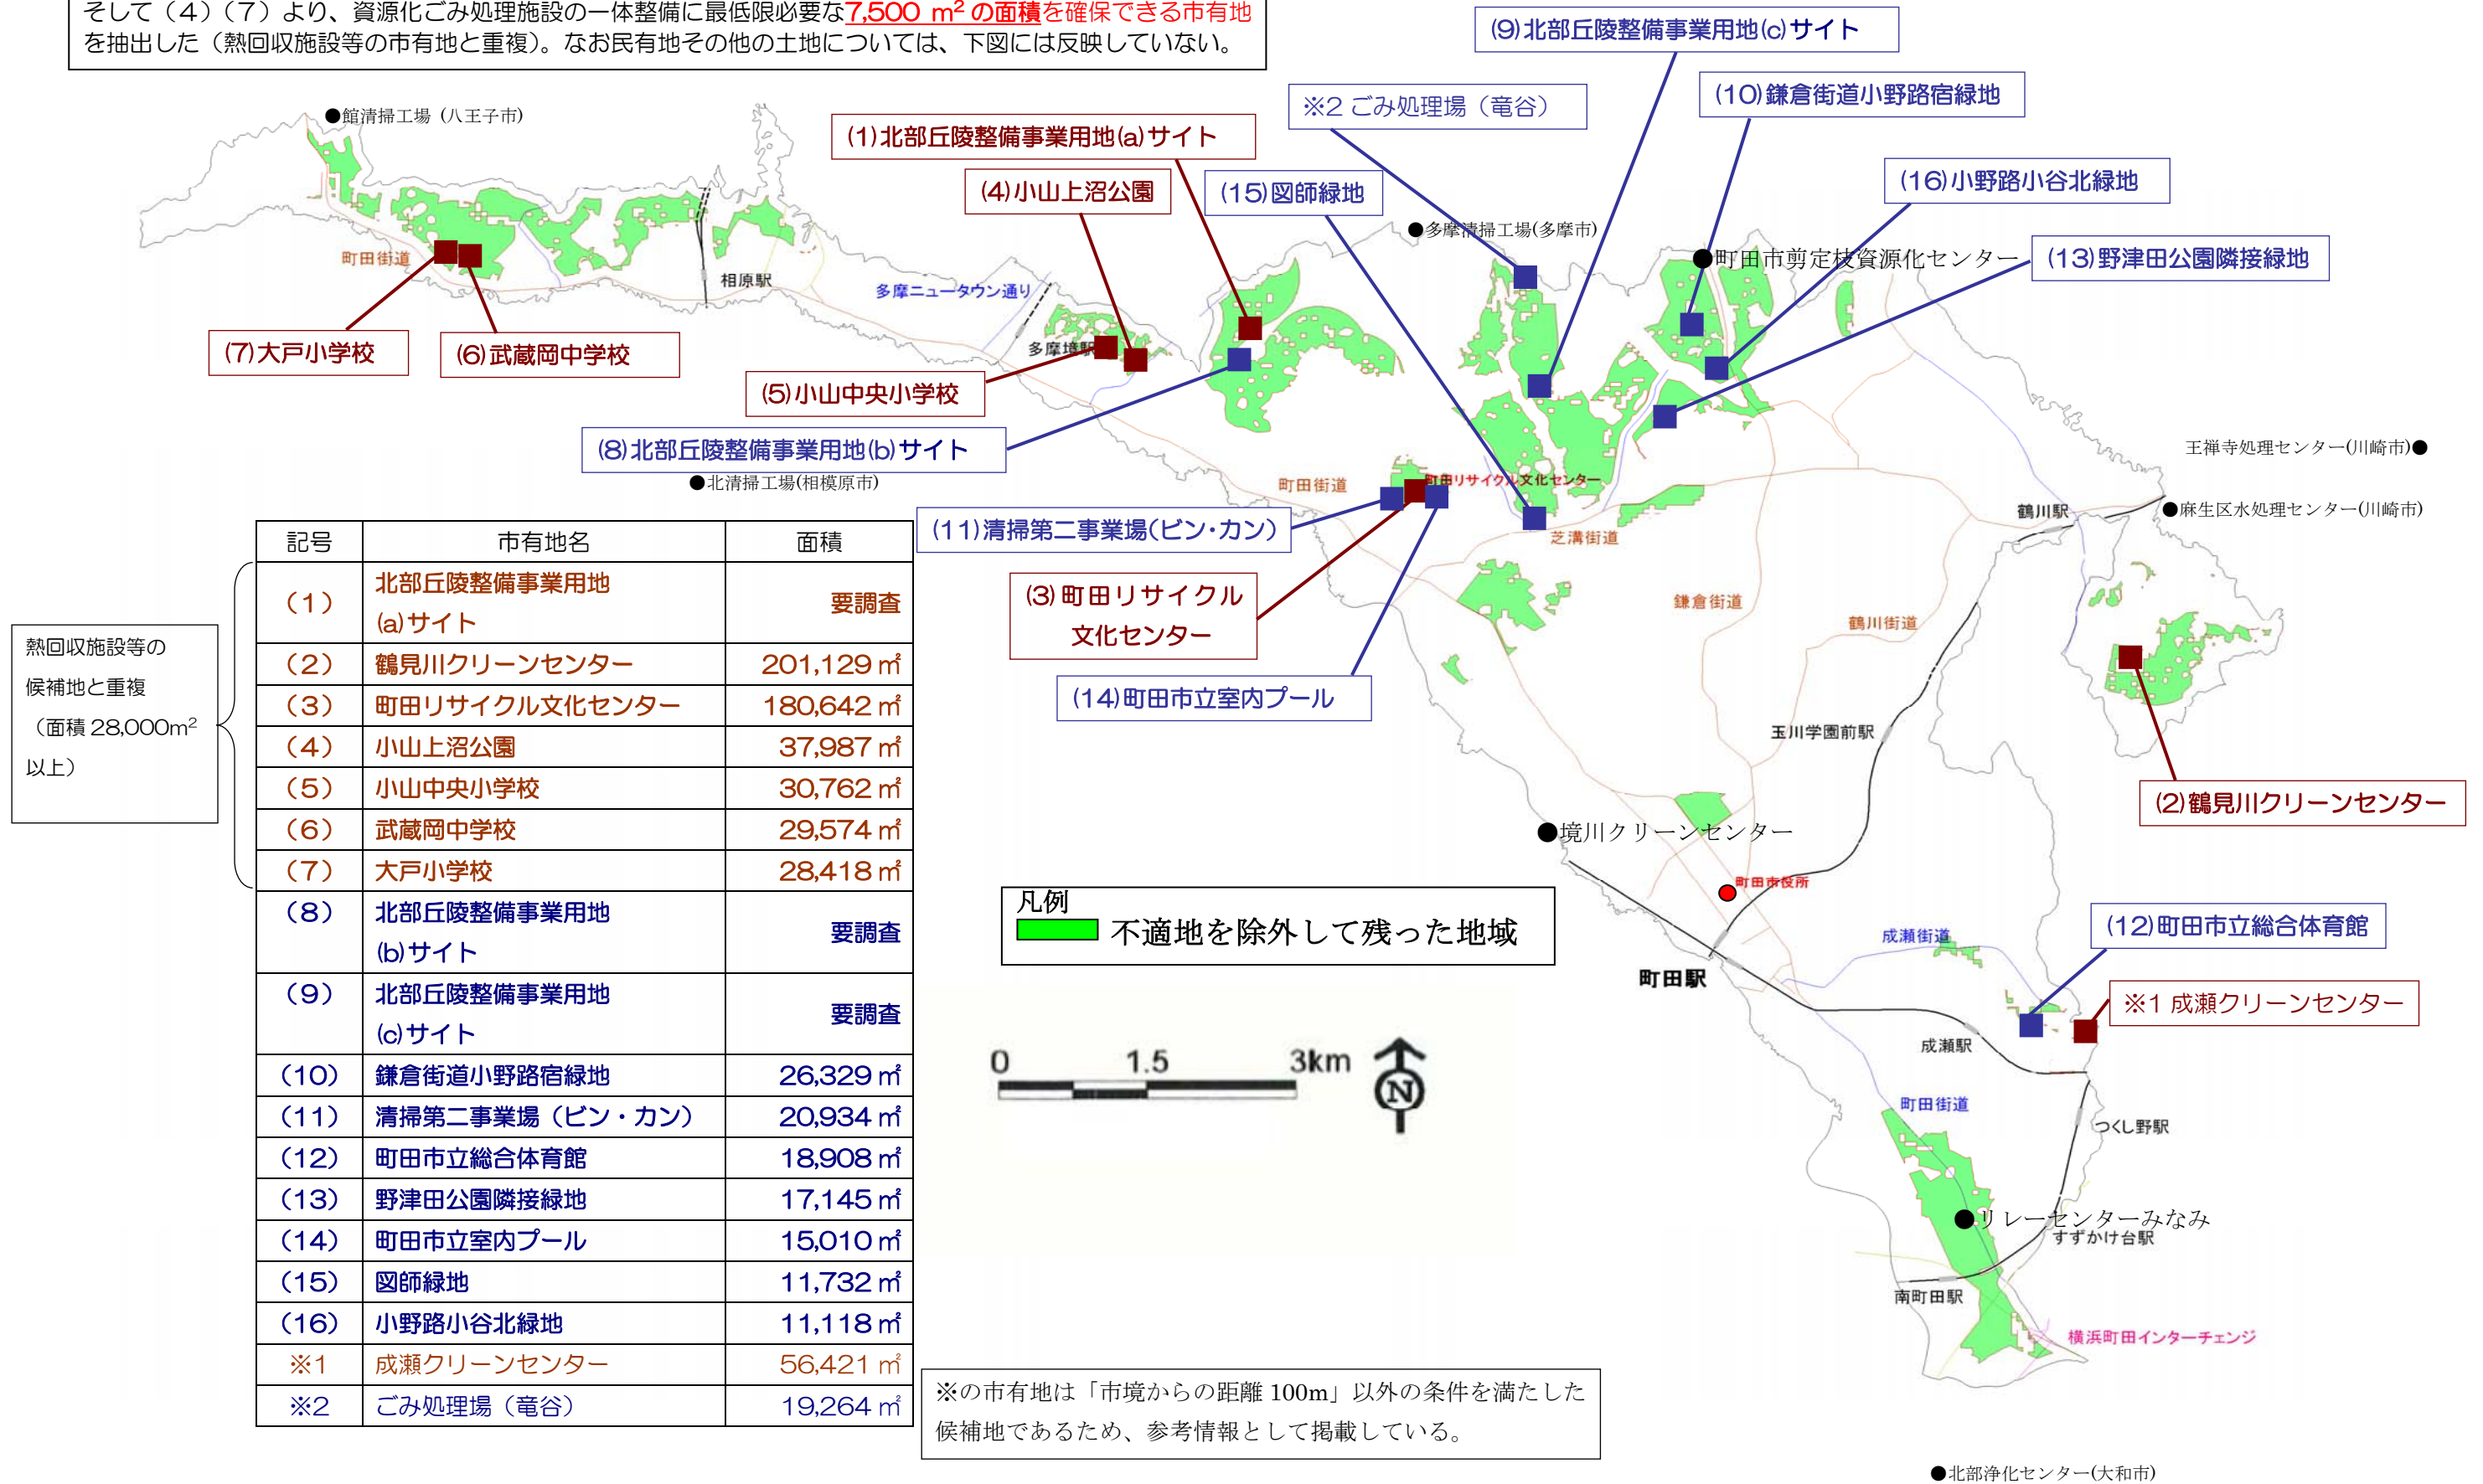 そして（4）（7）より、資源化ごみ処理施設の一体整備に最低限必要な7,500 m²の面積を確保できる市有地
を抽出した（熱回収施設等の市有地と重複）。なお民有地その他の土地については、下図には反映していない。
(9)北部丘陵整備事業用地(c)サイト
※2 ごみ処理場（竜谷）
(10)鎌倉街道小野路宿緑地
●館清掃工場 (八王子市)
(1)北部丘陵整備事業用地(a)サイト
(4)小山上沼公園
(15)図師緑地
(16)小野路小谷北緑地
●多摩清掃工場(多摩市)
●町田市剪定枝資源化センター
(13)野津田公園隣接緑地
町田街道
相原駅
多摩ニュータウン通り
多摩境駅
(7)大戸小学校
(6)武蔵岡中学校
(5)小山中央小学校
(8)北部丘陵整備事業用地(b)サイト
●北清掃工場(相模原市)
町田街道
町田リサイクル文化センター
王禅寺処理センター(川崎市)●
●麻生区水処理センター(川崎市)
鶴川駅
(11)清掃第二事業場(ビン・カン)
芝溝街道
(3)町田リサイクル
文化センター
鎌倉街道
鶴川街道
(14)町田市立室内プール
玉川学園前駅
(2)鶴見川クリーンセンター
●境川クリーンセンター
町田市役所
凡例
不適地を除外して残った地域
町田駅
成瀬街道
(12)町田市立総合体育館
※1 成瀬クリーンセンター
成瀬駅
0 1.5 3km
N
町田街道
つくし野駅
●リレーセンターみなみ
すずかけ台駅
南町田駅
横浜町田インターチェンジ
●北部浄化センター(大和市)
熱回収施設等の
候補地と重複
（面積 28,000m²
以上）
記号 市有地名 面積
（1） 北部丘陵整備事業用地
(a)サイト 要調査
（2） 鶴見川クリーンセンター 201,129 ㎡
（3） 町田リサイクル文化センター 180,642 ㎡
（4） 小山上沼公園 37,987 ㎡
（5） 小山中央小学校 30,762 ㎡
（6） 武蔵岡中学校 29,574 ㎡
（7） 大戸小学校 28,418 ㎡
（8） 北部丘陵整備事業用地
(b)サイト 要調査
（9） 北部丘陵整備事業用地
(c)サイト 要調査
（10） 鎌倉街道小野路宿緑地 26,329 ㎡
（11） 清掃第二事業場（ビン・カン） 20,934 ㎡
（12） 町田市立総合体育館 18,908 ㎡
（13） 野津田公園隣接緑地 17,145 ㎡
（14） 町田市立室内プール 15,010 ㎡
（15） 図師緑地 11,732 ㎡
（16） 小野路小谷北緑地 11,118 ㎡
※1 成瀬クリーンセンター 56,421 ㎡
※2 ごみ処理場（竜谷） 19,264 ㎡
※の市有地は「市境からの距離 100m」以外の条件を満たした
候補地であるため、参考情報として掲載している。